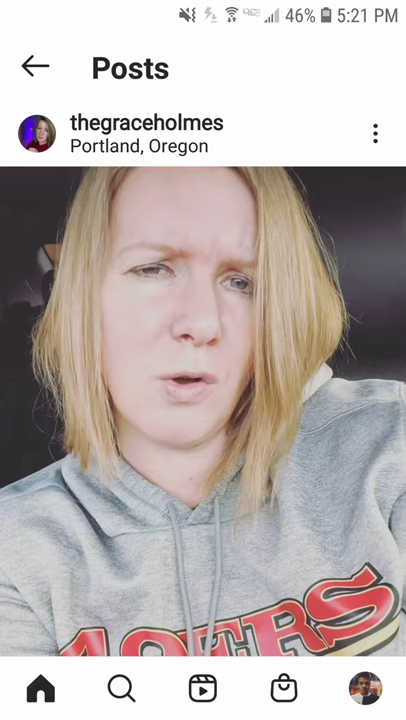 46% 5:21 PM
Posts
thegraceholmes
Portland, Oregon
49ERS